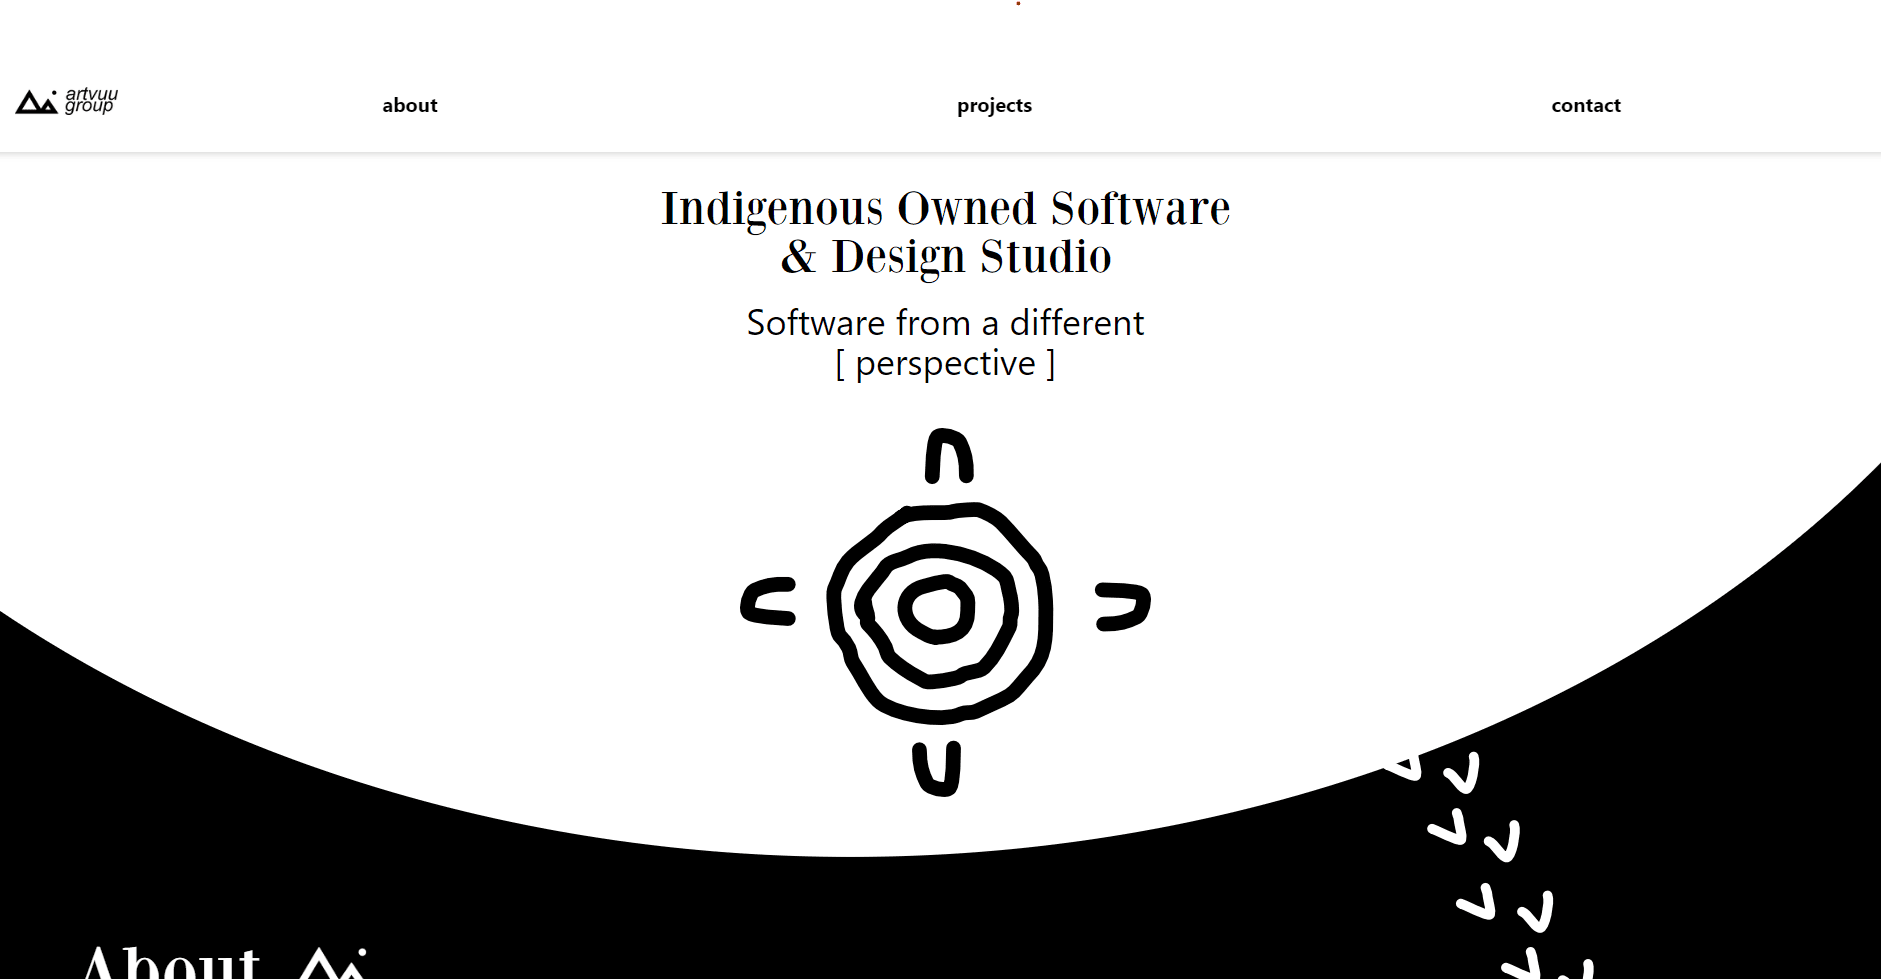 artvuu
group
about
projects
contact
Indigenous Owned Software
& Design Studio
Software from a different
[ perspective ]
About